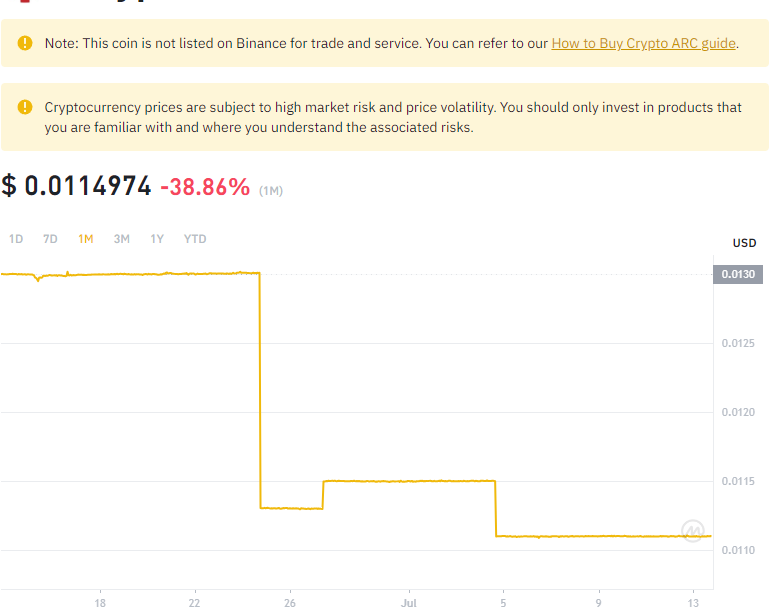 Note: This coin is not listed on Binance for trade and service. You can refer to our How to Buy Crypto ARC guide.
Cryptocurrency prices are subject to high market risk and price volatility. You should only invest in products that
you are familiar with and where you understand the associated risks.
$ 0.0114974 -38.86% (1M)
1D 7D 1M 3M 1Y YTD
USD
0.0130
0.0125
0.0120
0.0115
0.0110
18 22 26 Jul 5 9 13